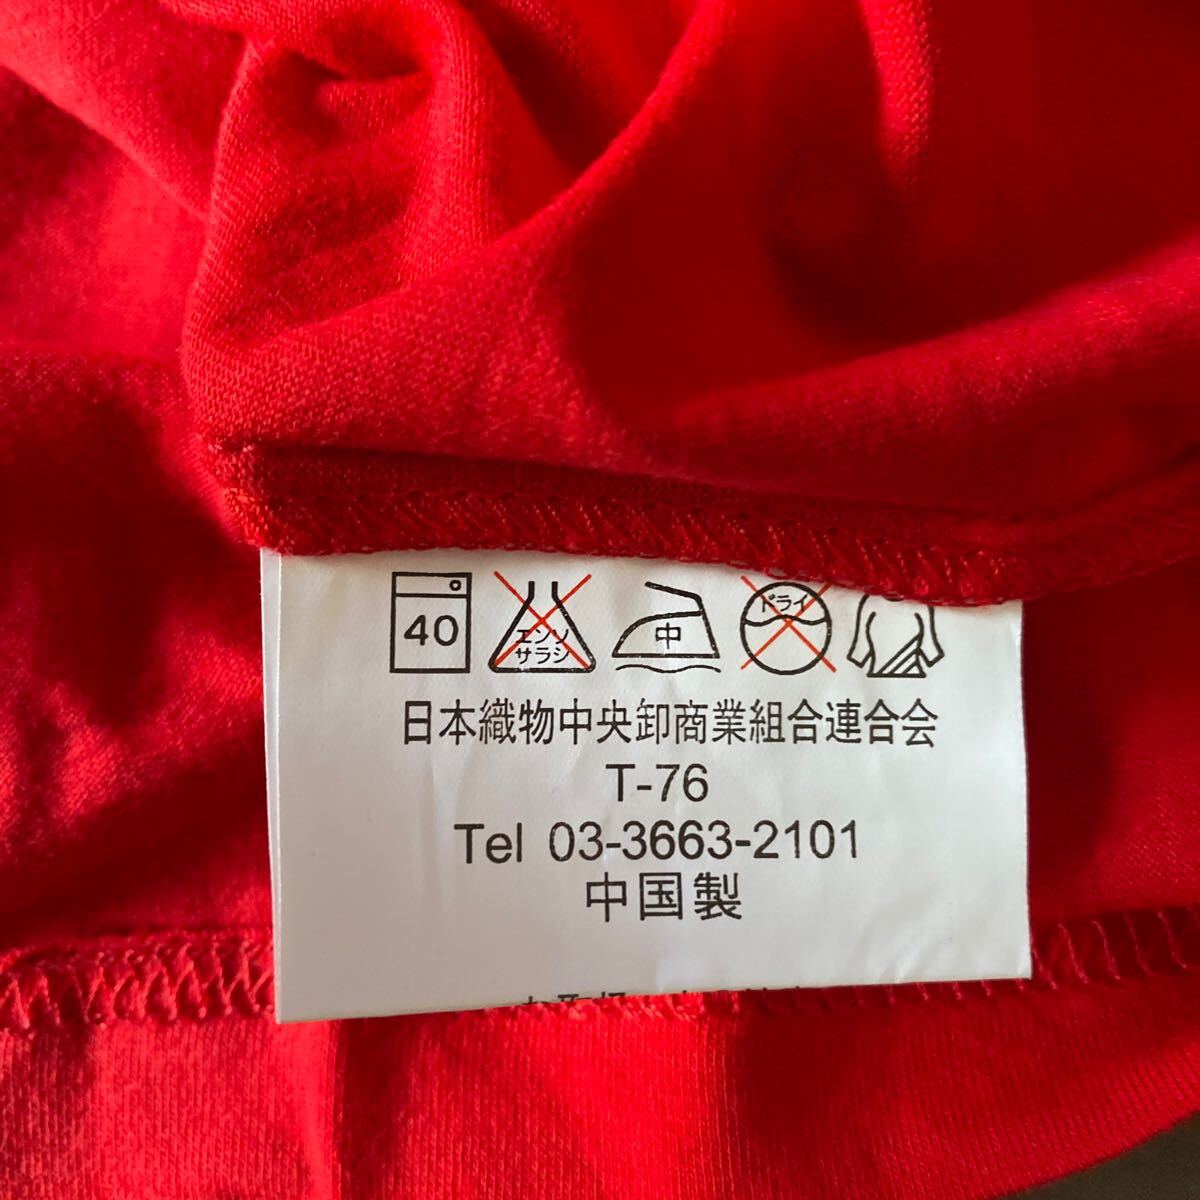 40 エンソ 中 ドライ
サラシ
日本織物中央卸商業組合連合会
T-76
Tel 03-3663-2101
中国製